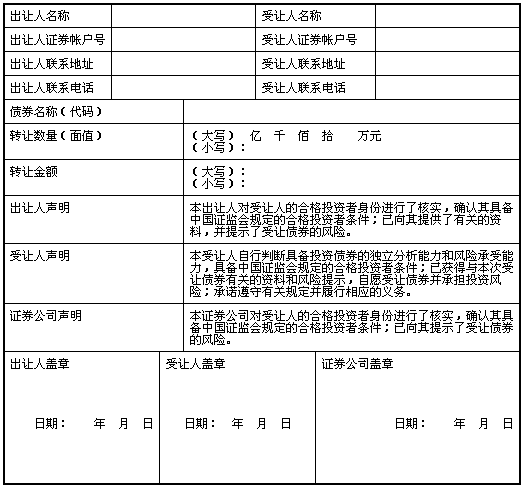 出让人名称 受让人名称
出让人证券帐户号 受让人证券帐户号
出让人联系地址 受让人联系地址
出让人联系电话 受让人联系电话
债券名称(代码)
转让数量(面值) (大写) 亿 千 佰 拾 万元
(小写):
转让金额 (大写):
(小写):
出让人声明 本出让人对受让人的合格投资者身份进行了核实,确认其具备
中国证监会规定的合格投资者条件;已向其提供了有关的资
料,并提示了受让债券的风险。
受让人声明 本受让人自行判断具备投资债券的独立分析能力和风险承受能
力,具备中国证监会规定的合格投资者条件;已获得与本次受
让债券有关的资料和风险提示,自愿受让债券并承担投资风
险;承诺遵守有关规定并履行相应的义务。
证券公司声明 本证券公司对受让人的合格投资者身份进行了核实,确认其具
备中国证监会规定的合格投资者条件;已向其提示了受让债券
的风险。
出让人盖章 受让人盖章 证券公司盖章
日期: 年 月 日 日期: 年 月 日 日期: 年 月 日